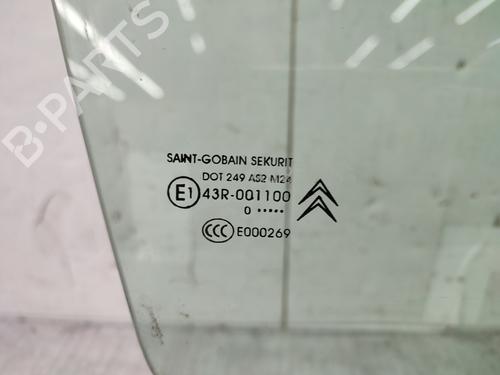 B-PARTS
SAINT-GOBAIN SEKURIT
DOT 249 AS2 M24
E1 43R-001100
0 .....
CCC E000269